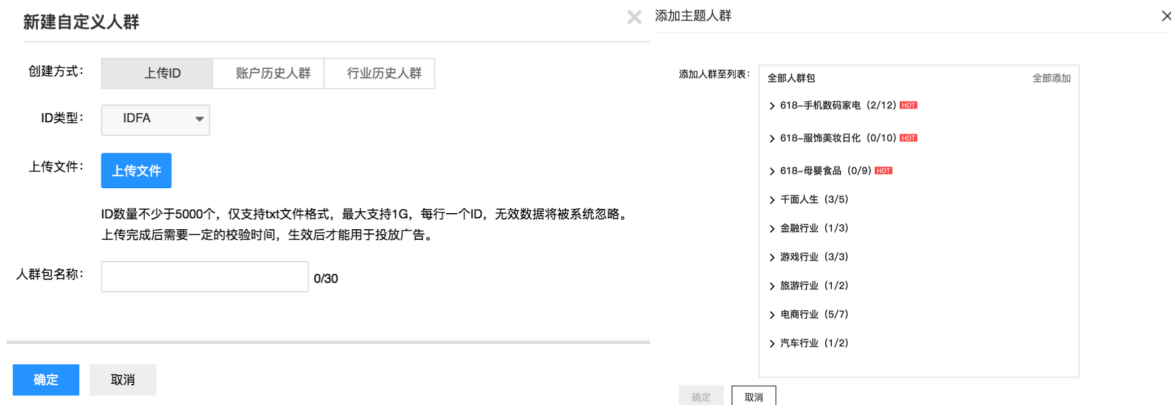 新建自定义人群
创建方式：
上传ID
账户历史人群
行业历史人群
ID类型：
IDFA
上传文件：
上传文件
ID数量不少于5000个，仅支持txt文件格式，最大支持1G，每行一个ID，无效数据将被系统忽略。
上传完成后需要一定的校验时间，生效后才能用于投放广告。
人群包名称：
0/30
确定
取消
添加主题人群
添加人群至列表：
全部人群包
全部添加
618-手机数码家电（2/12）HOT
618-服饰美妆日化（0/10）HOT
618-母婴食品（0/9）HOT
千面人生（3/5）
金融行业（1/3）
游戏行业（3/3）
旅游行业（1/2）
电商行业（5/7）
汽车行业（1/2）
确定
取消